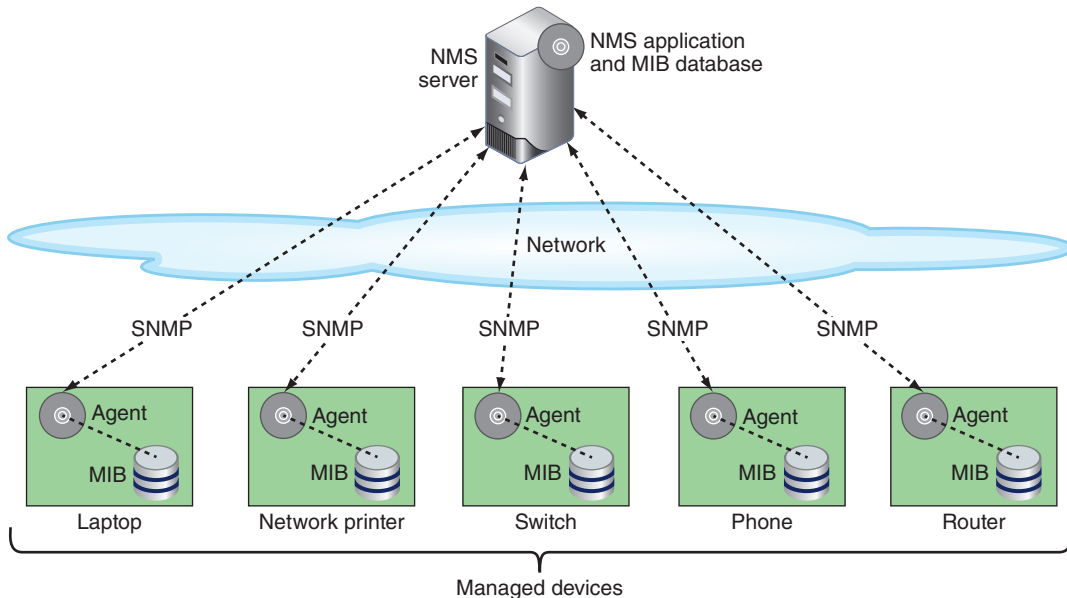 NMS
server
NMS application
and MIB database
Network
SNMP
SNMP
SNMP
SNMP
SNMP
Agent
MIB
Agent
MIB
Agent
MIB
Agent
MIB
Agent
MIB
Laptop
Network printer
Switch
Phone
Router
Managed devices